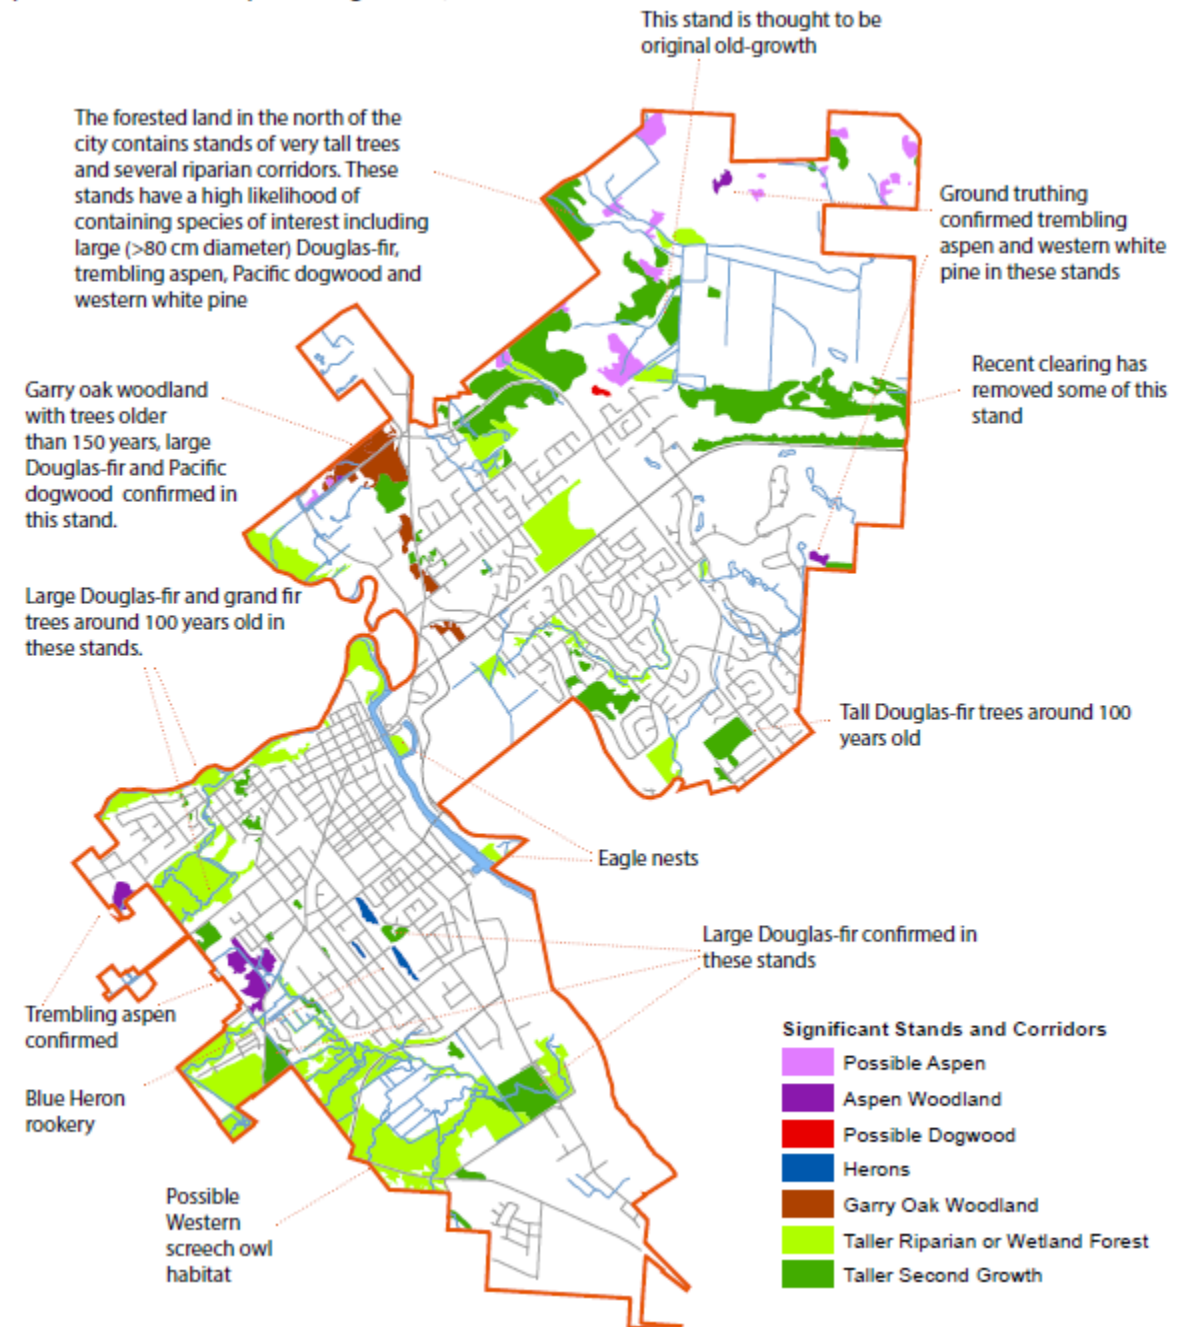 This stand is thought to be
original old-growth
The forested land in the north of the
city contains stands of very tall trees
and several riparian corridors. These
stands have a high likelihood of
containing species of interest including
large (>80 cm diameter) Douglas-fir,
trembling aspen, Pacific dogwood and
western white pine
Ground truthing
confirmed trembling
aspen and western white
pine in these stands
Recent clearing has
removed some of this
stand
Garry oak woodland
with trees older
than 150 years, large
Douglas-fir and Pacific
dogwood confirmed in
this stand.
Large Douglas-fir and grand fir
trees around 100 years old in
these stands.
Tall Douglas-fir trees around 100
years old
Eagle nests
Large Douglas-fir confirmed in
these stands
Trembling aspen
confirmed
Blue Heron
rookery
Possible
Western
screech owl
habitat
Significant Stands and Corridors
Possible Aspen
Aspen Woodland
Possible Dogwood
Herons
Garry Oak Woodland
Taller Riparian or Wetland Forest
Taller Second Growth